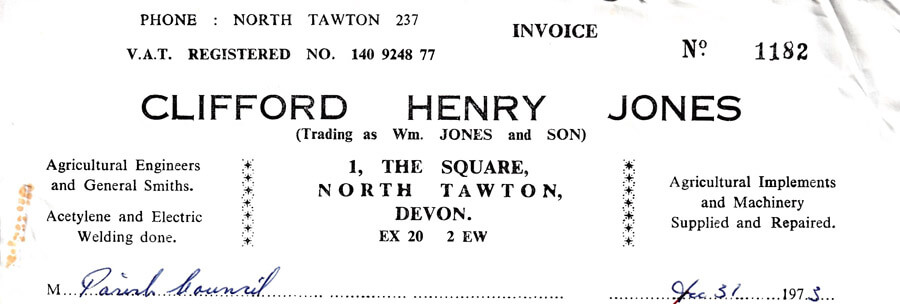 PHONE : NORTH TAWTON 237
INVOICE
V.A.T. REGISTERED NO. 140 9248 77
Nº 1182
CLIFFORD HENRY JONES
(Trading as Wm. JONES and SON)
Agricultural Engineers
and General Smiths.
Acetylene and Electric
Welding done.
1, THE SQUARE,
NORTH TAWTON,
DEVON.
EX 20 2 EW
Agricultural Implements
and Machinery
Supplied and Repaired.
M... Parish Council ... Dec 31 ... 1973...